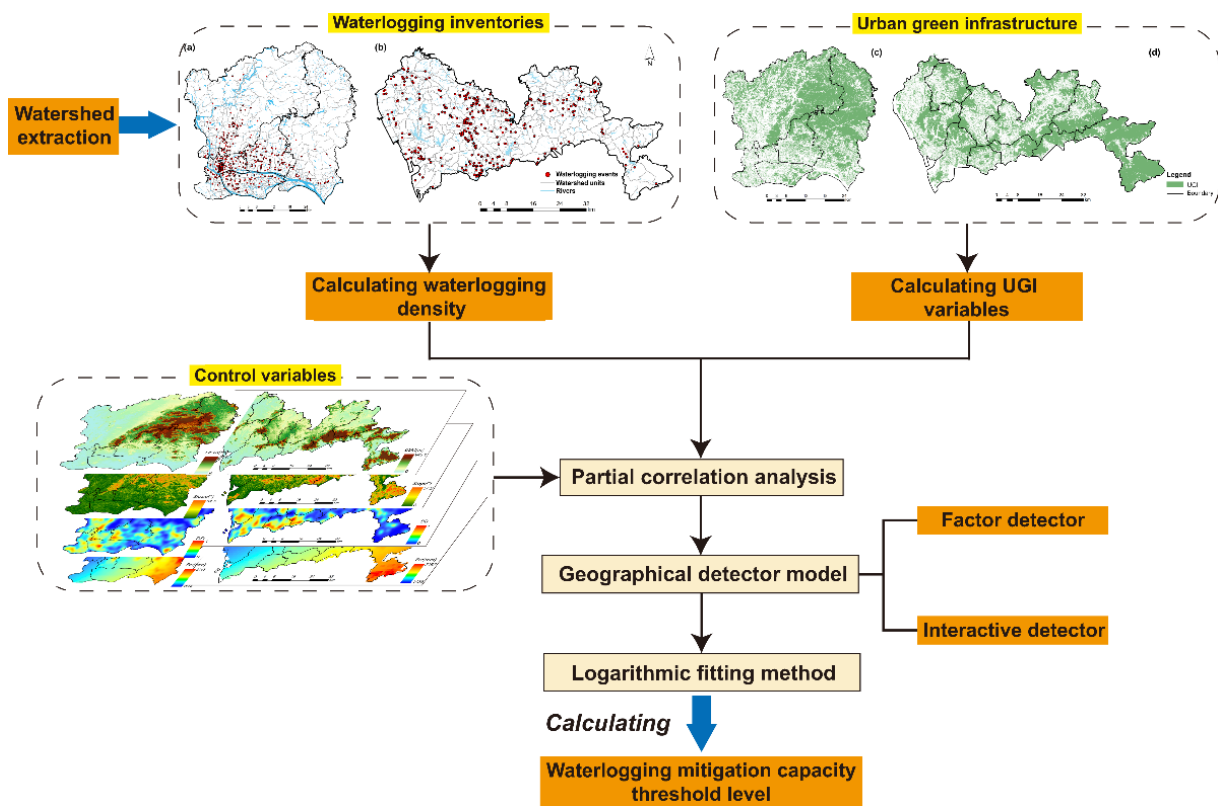 Waterlogging inventories
Urban green infrastructure
(a)
(b)
(c)
(d)
N
Watershed
extraction
Waterlogging events
Watershed units
Rivers
Legend
UGI
Boundary
Calculating waterlogging
density
Calculating UGI
variables
Control variables
Partial correlation analysis
Factor detector
Geographical detector model
Interactive detector
Logarithmic fitting method
Calculating
Waterlogging mitigation capacity
threshold level